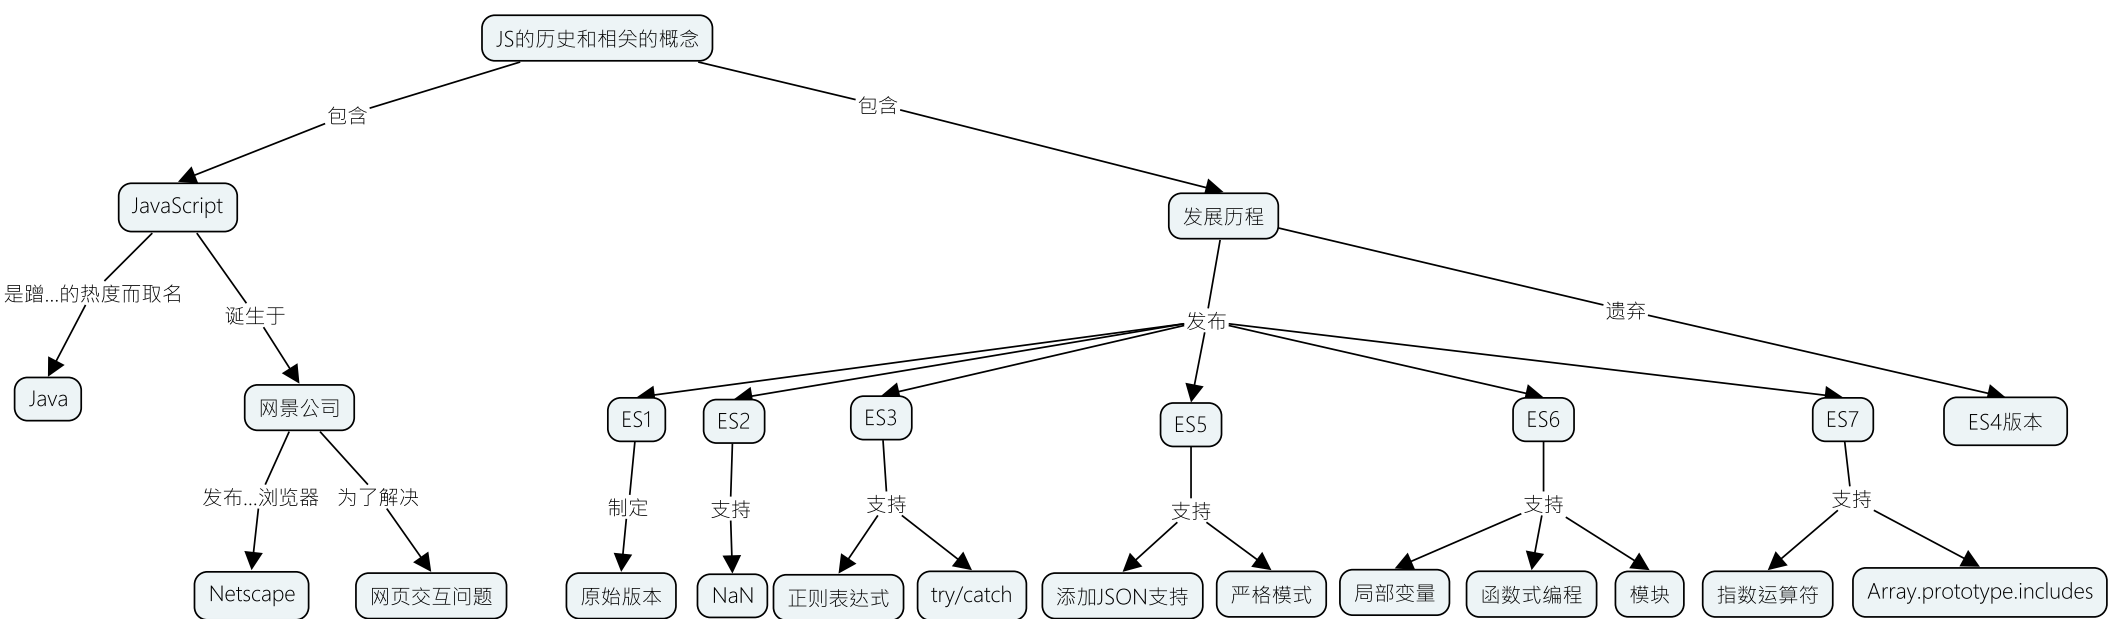 JS的历史和相关的概念
包含
包含
JavaScript
发展历程
是蹭...的热度而取名
诞生于
发布
遗弃
Java
网景公司
ES1
ES2
ES3
ES5
ES6
ES7
ES4版本
发布...浏览器
为了解决
制定
支持
支持
支持
支持
支持
Netscape
网页交互问题
原始版本
NaN
正则表达式
try/catch
添加JSON支持
严格模式
局部变量
函数式编程
模块
指数运算符
Array.prototype.includes